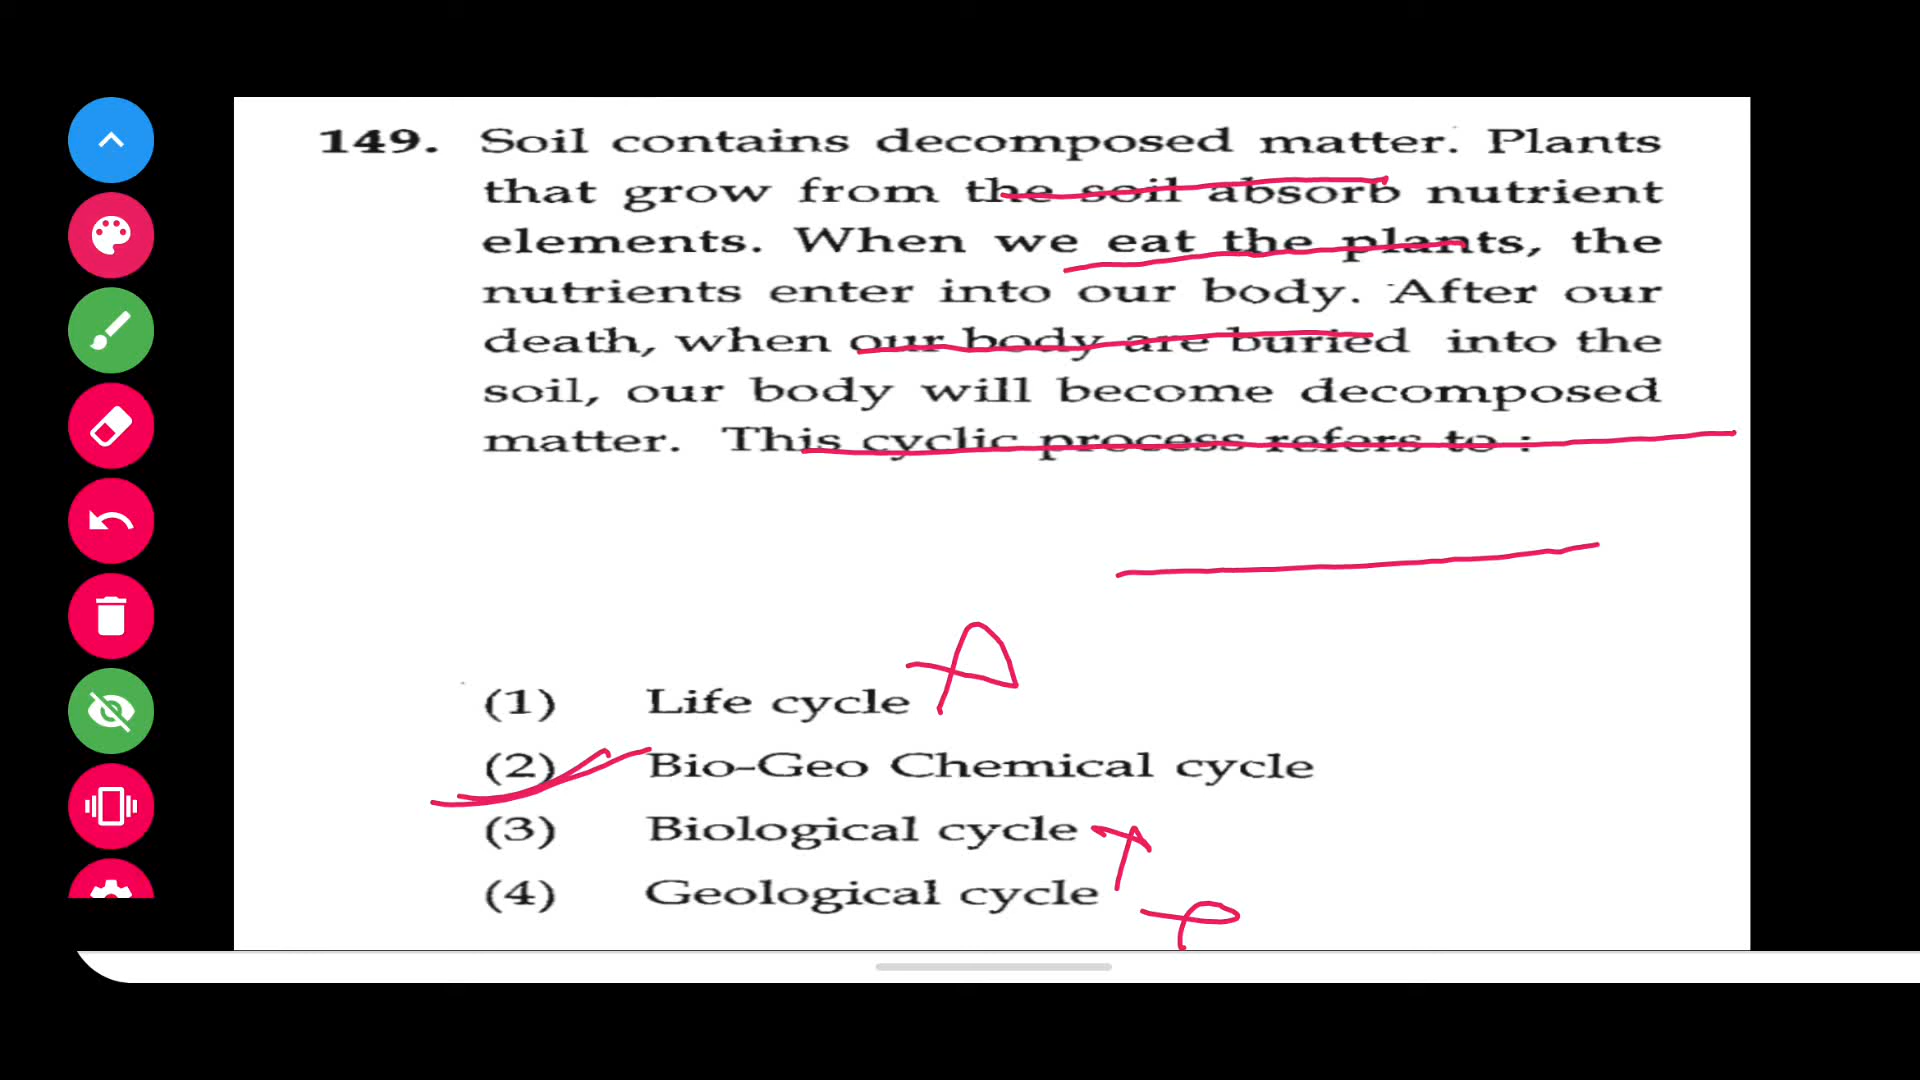 149. Soil contains decomposed matter. Plants
that grow from the soil absorb nutrient
elements. When we eat the plants, the
nutrients enter into our body. After our
death, when our body are buried into the
soil, our body will become decomposed
matter. This cyclic process refers to :
(1) Life cycle
(2) Bio-Geo Chemical cycle
(3) Biological cycle
(4) Geological cycle